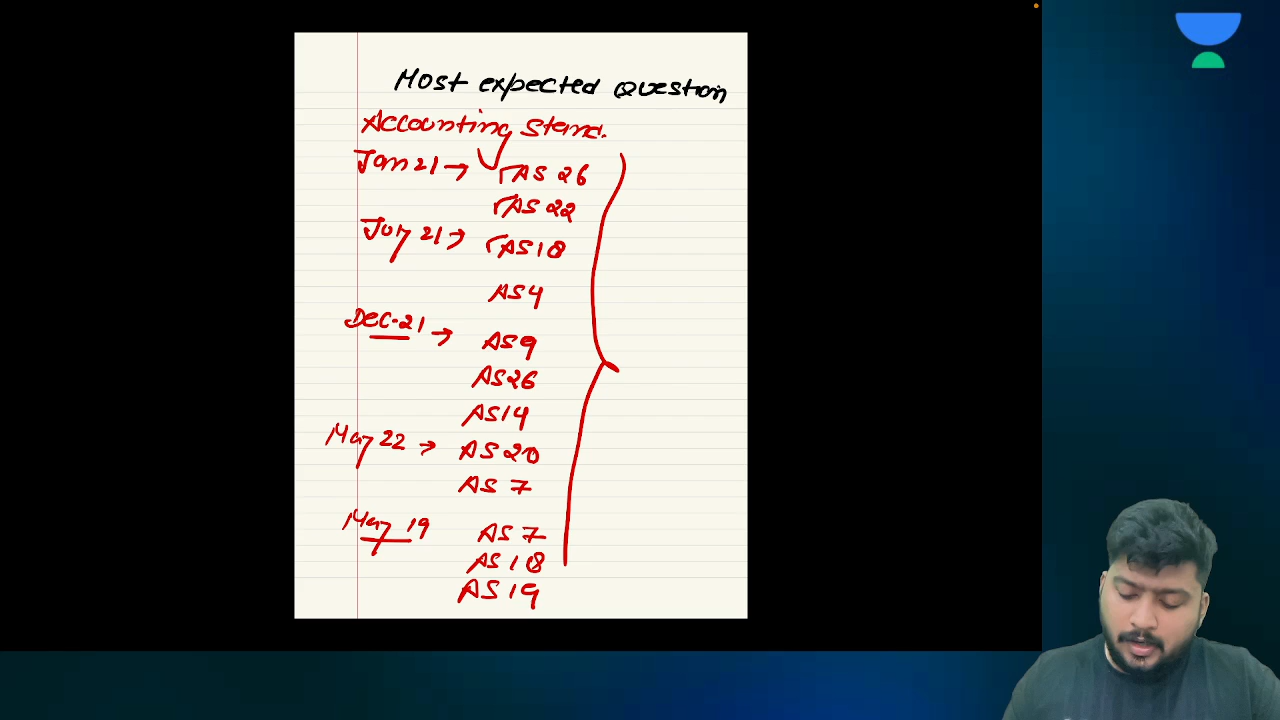 Most expected Question
Accounting Stand.
Jan 21 → AS 26
AS 22
July 21 → AS 18
AS 4
Dec-21 → AS 9
AS 26
AS 14
May 22 → AS 20
AS 7
May 19 AS 7
AS 18
AS 19